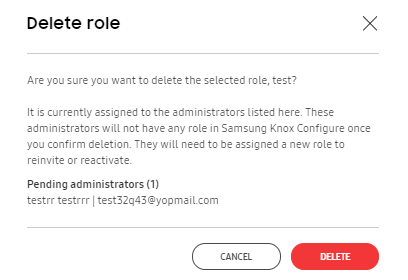 Delete role
Are you sure you want to delete the selected role, test?
It is currently assigned to the administrators listed here. These
administrators will not have any role in Samsung Knox Configure once
you confirm deletion. They will need to be assigned a new role to
reinvite or reactivate.
Pending administrators (1)
testrr testrrr | test32q43@yopmail.com
CANCEL
DELETE